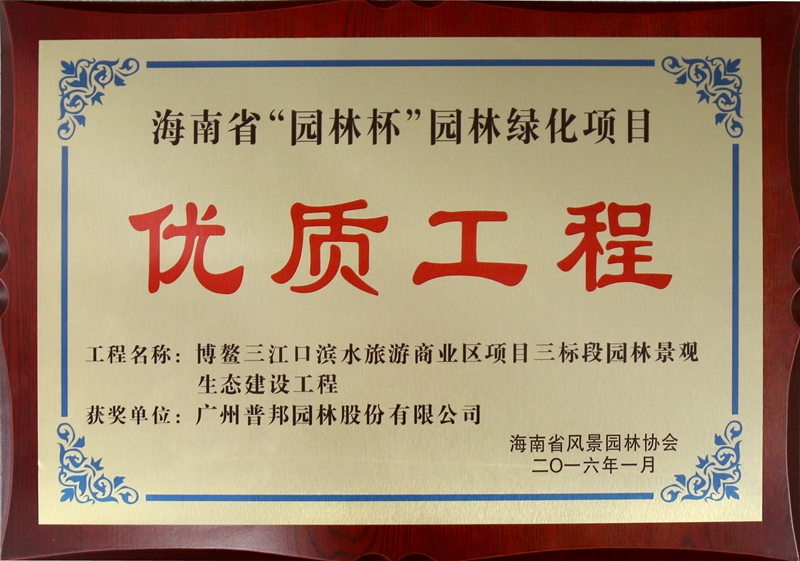 海南省“园林杯”园林绿化项目
优质工程
工程名称：博鳌三江口滨水旅游商业区项目三标段园林景观
生态建设工程
获奖单位：广州普邦园林股份有限公司
海南省风景园林协会
二〇一六年一月